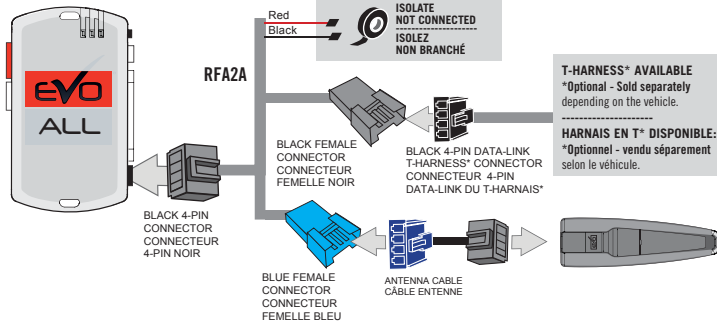 Red
Black
ISOLATE
NOT CONNECTED
ISOLEZ
NON BRANCHÉ
RFA2A
EVO
ALL
T-HARNESS* AVAILABLE
*Optional - Sold separately
depending on the vehicle.
HARNAIS EN T* DISPONIBLE:
*Optionnel - vendu séparement
selon le véhicule.
BLACK FEMALE
CONNECTOR
CONNECTEUR
FEMELLE NOIR
BLACK 4-PIN DATA-LINK
T-HARNESS* CONNECTOR
CONNECTEUR 4-PIN
DATA-LINK DU T-HARNAIS*
BLACK 4-PIN
CONNECTOR
CONNECTEUR
4-PIN NOIR
BLUE FEMALE
CONNECTOR
CONNECTEUR
FEMELLE BLEU
ANTENNA CABLE
CÂBLE ENTENNE